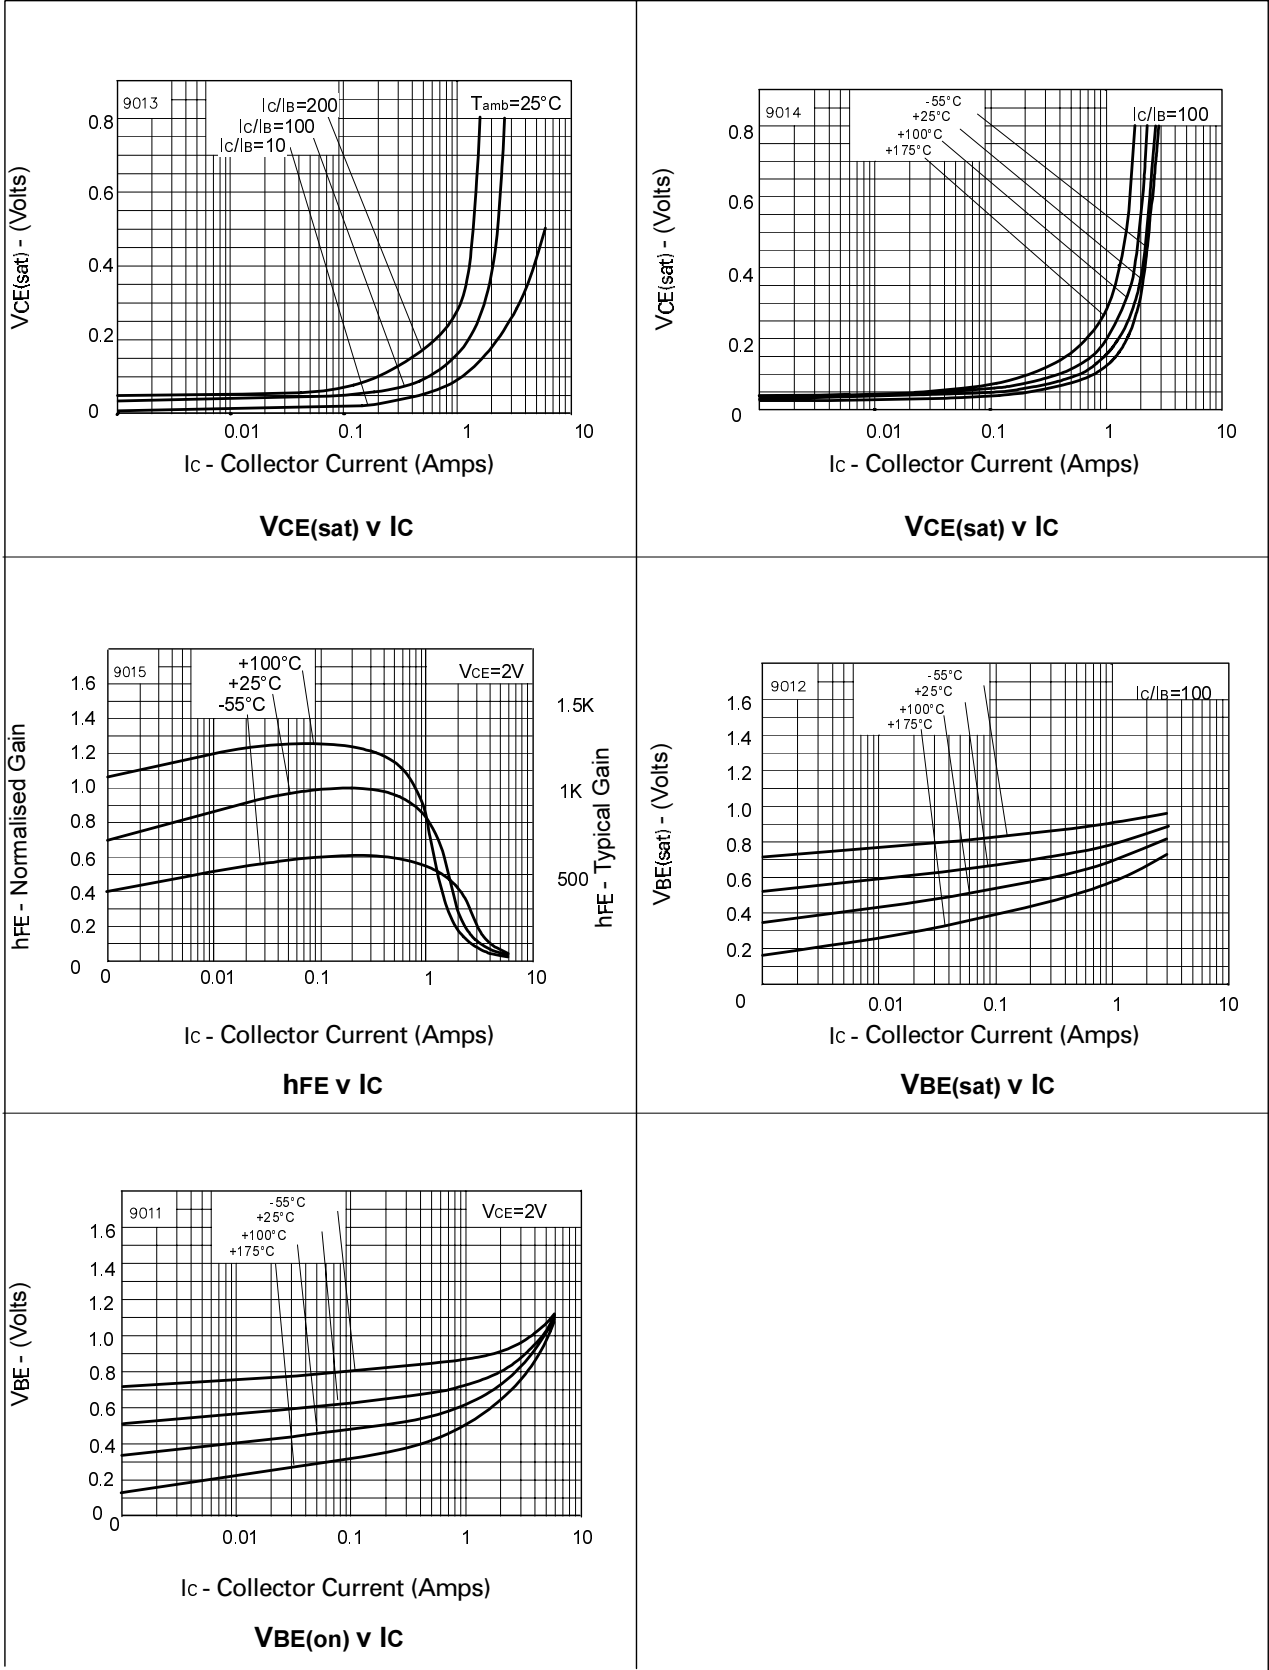 9013
IC/IB=200
Tamb=25°C
IC/IB=100
IC/IB=10
0.8
0.6
0.4
0.2
0
0.01
0.1
1
10
VCE(sat) - (Volts)
IC - Collector Current (Amps)
VCE(sat) v IC
9014
-55°C
+25°C
+100°C
+175°C
IC/IB=100
0.8
0.6
0.4
0.2
0
0.01
0.1
1
10
VCE(sat) - (Volts)
IC - Collector Current (Amps)
VCE(sat) v IC
9015
+100°C
+25°C
-55°C
VCE=2V
1.6
1.4
1.2
1.0
0.8
0.6
0.4
0.2
0
0
0.01
0.1
1
10
1.5K
1K
500
hFE - Normalised Gain
hFE - Typical Gain
IC - Collector Current (Amps)
hFE v IC
9012
-55°C
+25°C
+100°C
+175°C
IC/IB=100
1.6
1.4
1.2
1.0
0.8
0.6
0.4
0.2
0
0.01
0.1
1
10
VBE(sat) - (Volts)
IC - Collector Current (Amps)
VBE(sat) v IC
9011
-55°C
+25°C
+100°C
+175°C
VCE=2V
1.6
1.4
1.2
1.0
0.8
0.6
0.4
0.2
0
0
0.01
0.1
1
10
VBE - (Volts)
IC - Collector Current (Amps)
VBE(on) v IC